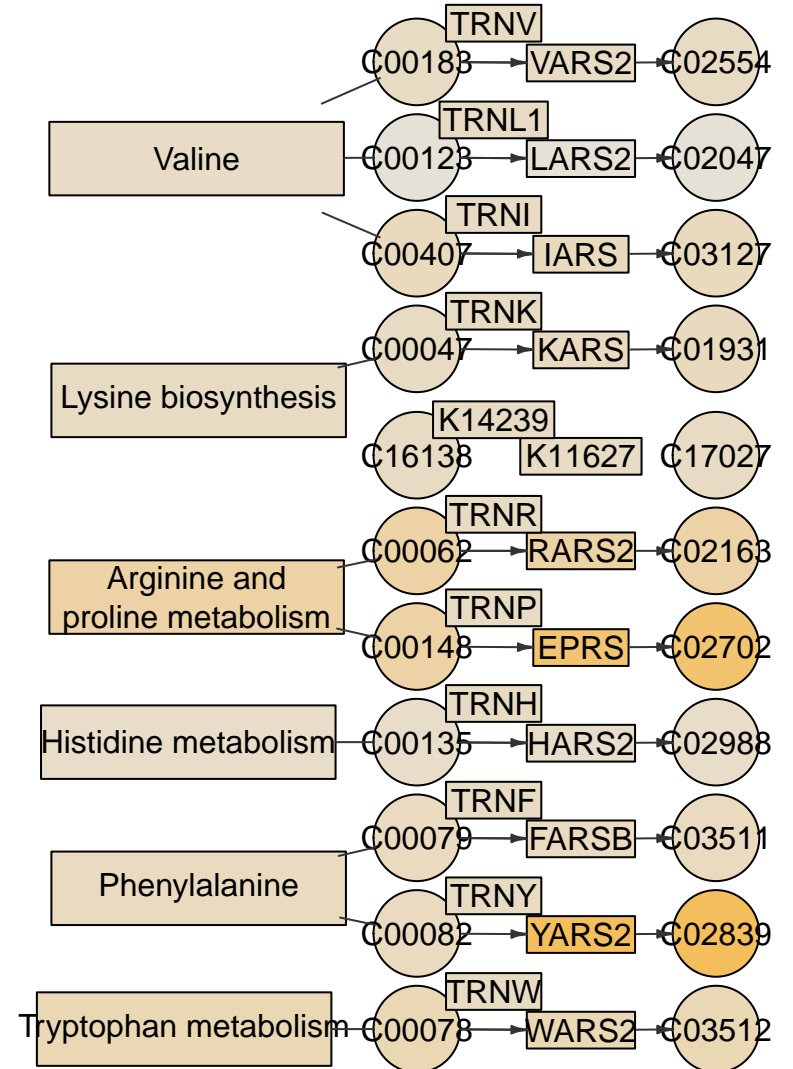 TRNV
C00183 VARS2 C02554
TRNL1
Valine C00123 LARS2 C02047
TRNI
C00407 IARS C03127
TRNK
C00047 KARS C01931
Lysine biosynthesis
K14239
C16138 K11627 C17027
TRNR
C00062 RARS2 C02163
Arginine and
proline metabolism
TRNP
C00148 EPRS C02702
TRNH
Histidine metabolism C00135 HARS2 C02988
TRNF
C00079 FARSB C03511
Phenylalanine
TRNY
C00082 YARS2 C02839
TRNW
Tryptophan metabolism C00078 WARS2 C03512